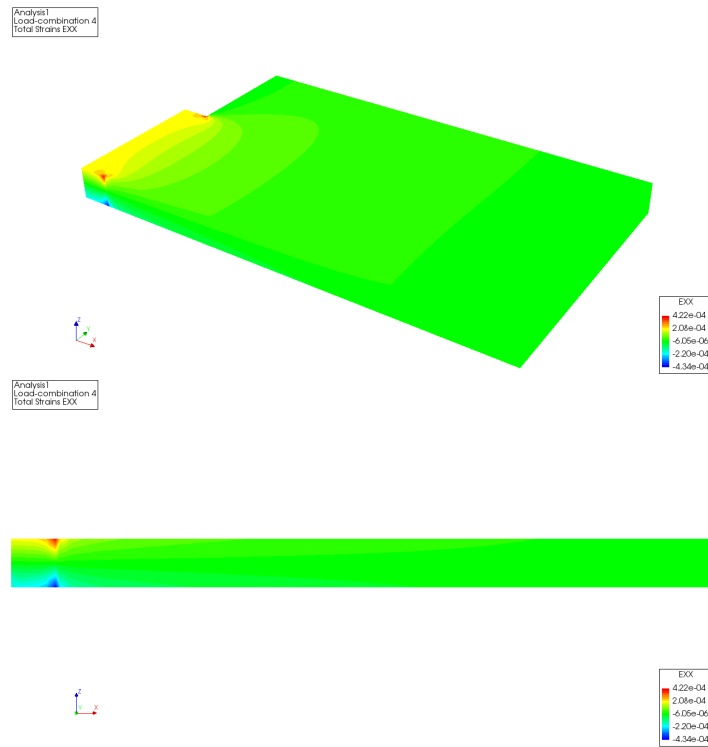 Analysis1
Load-combination 4
Total Strains EXX
Z
Y
X
EXX
4.22e-04
2.08e-04
-6.05e-06
-2.20e-04
-4.34e-04
Analysis1
Load-combination 4
Total Strains EXX
Z
Y
X
EXX
4.22e-04
2.08e-04
-6.05e-06
-2.20e-04
-4.34e-04